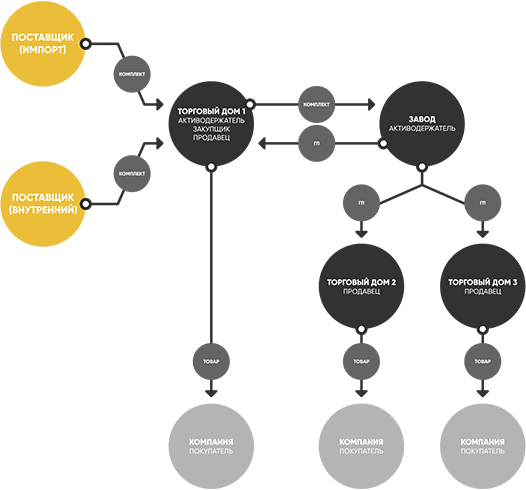 ПОСТАВЩИК
(ИМПОРТ)
КОМПЛЕКТ
ТОРГОВЫЙ ДОМ 1
АКТИВОДЕРЖАТЕЛЬ
ЗАКУПЩИК
ПРОДАВЕЦ
КОМПЛЕКТ
ГП
ЗАВОД
АКТИВОДЕРЖАТЕЛЬ
ПОСТАВЩИК
(ВНУТРЕННИЙ)
КОМПЛЕКТ
ГП
ГП
ТОРГОВЫЙ ДОМ 2
ПРОДАВЕЦ
ТОРГОВЫЙ ДОМ 3
ПРОДАВЕЦ
ТОВАР
ТОВАР
ТОВАР
КОМПАНИЯ
ПОКУПАТЕЛЬ
КОМПАНИЯ
ПОКУПАТЕЛЬ
КОМПАНИЯ
ПОКУПАТЕЛЬ